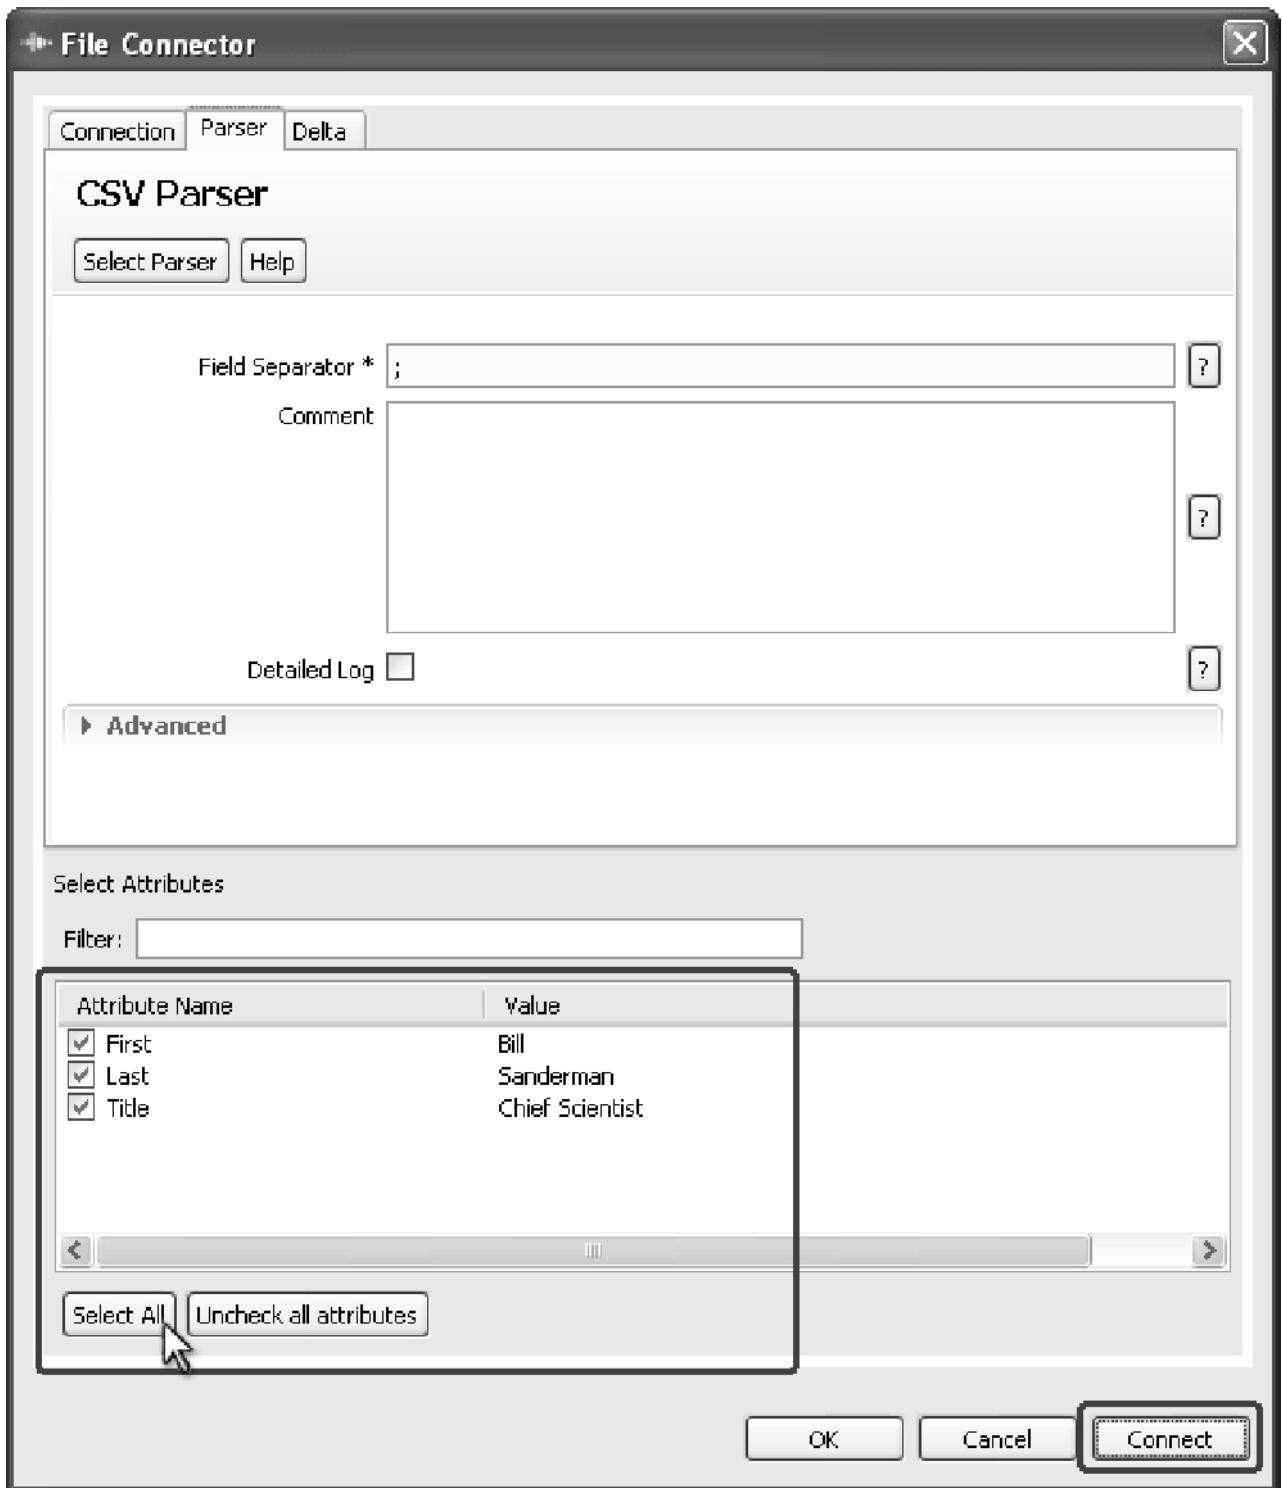 File Connector
Connection Parser Delta
CSV Parser
Select Parser Help
Field Separator * ; ?
Comment
?
Detailed Log ?
Advanced
Select Attributes
Filter:
Attribute Name Value
First Bill
Last Sanderman
Title Chief Scientist
Select All Uncheck all attributes
OK Cancel Connect